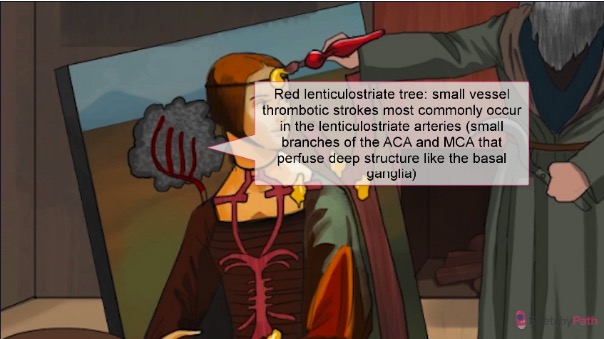 Red lenticulostriate tree: small vessel
thrombotic strokes most commonly occur
in the lenticulostriate arteries (small
branches of the ACA and MCA that
perfuse deep structure like the basal
ganglia)
SketchyPath